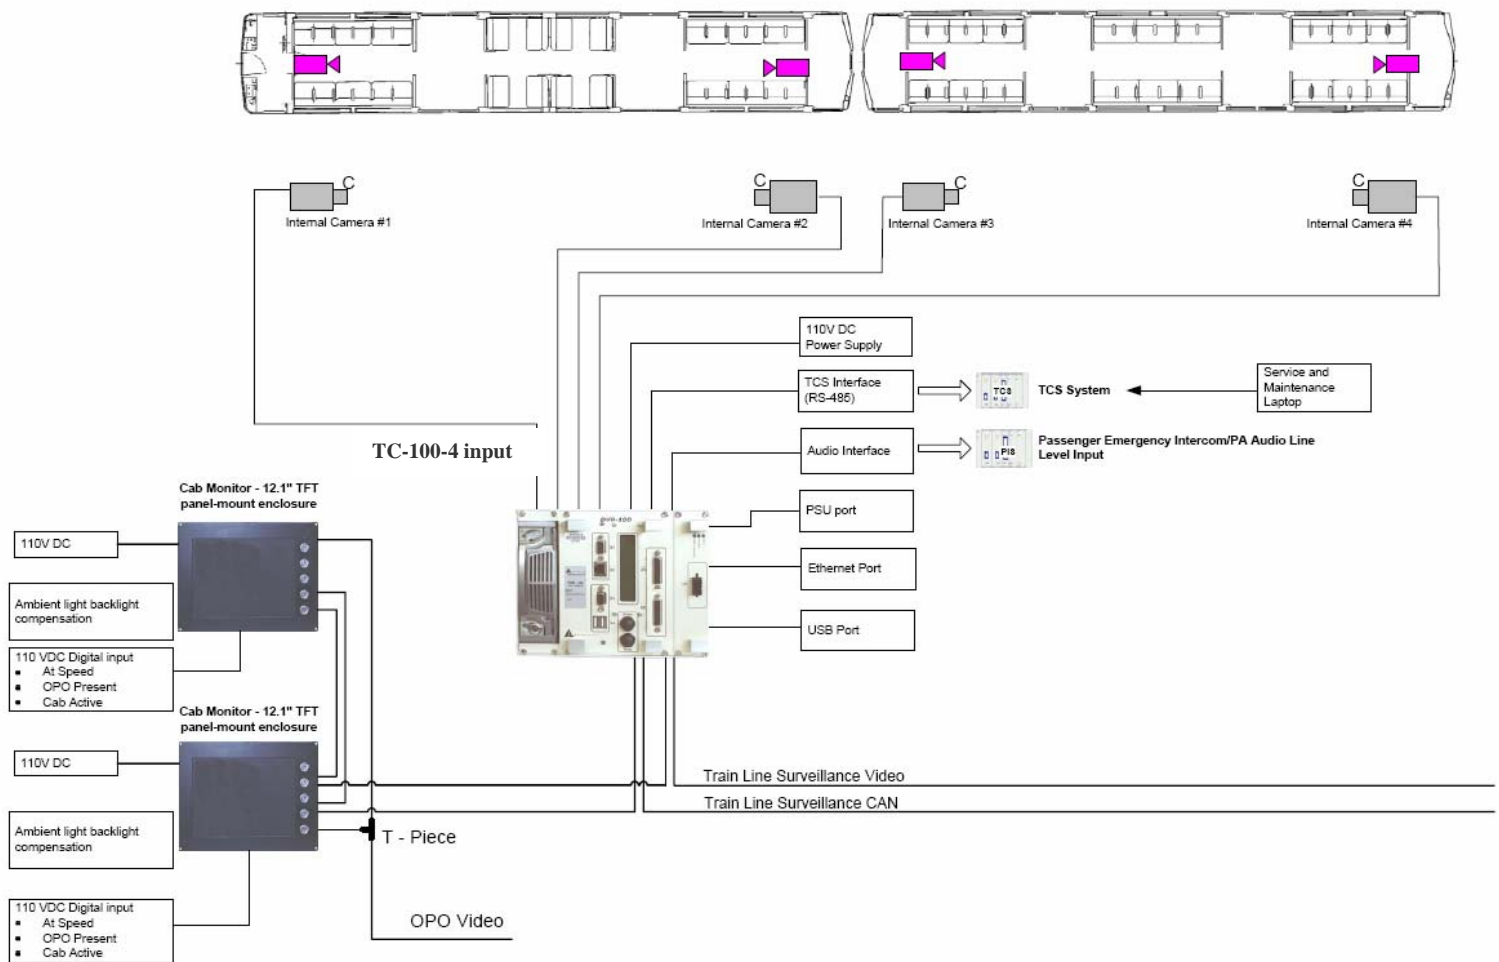 C
Internal Camera #1
C
Internal Camera #2
C
Internal Camera #3
C
Internal Camera #4
110V DC
Power Supply
TCS Interface
(RS-485)
TCS
TCS System
Service and
Maintenance
Laptop
TC-100-4 input
Audio Interface
PIS
Passenger Emergency Intercom/PA Audio Line
Level Input
Cab Monitor - 12.1" TFT
panel-mount enclosure
PSU port
110V DC
Ethernet Port
Ambient light backlight
compensation
USB Port
110 VDC Digital input
▪ At Speed
▪ OPO Present
▪ Cab Active
Cab Monitor - 12.1" TFT
panel-mount enclosure
110V DC
Train Line Surveillance Video
Train Line Surveillance CAN
Ambient light backlight
compensation
T - Piece
110 VDC Digital input
▪ At Speed
▪ OPO Present
▪ Cab Active
OPO Video